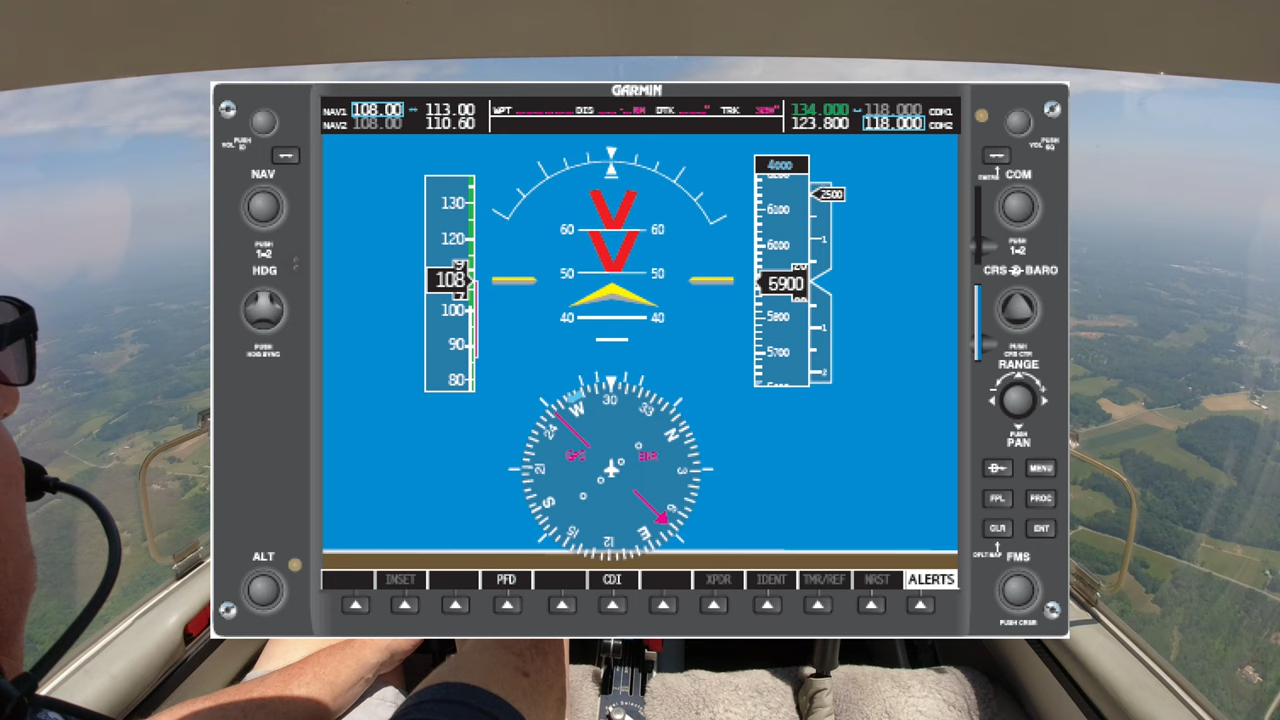 GARMIN
NAV1 108.00 ↔ 113.00 WPT DIS DTK TRK 134.000 ↔ 118.000 COM1
NAV2 108.00 110.60 123.800 118.000 COM2
VOL PUSH ID
VOL PUSH SQ
NAV
PUSH
1-2
HDG
PUSH
HDG SYNC
ALT
130
120
108
100
90
80
60 60
50 50
40 40
4000
6100
6000
5900
5800
5700
2500
1
1
2
30
33
N
3
6
E
12
15
S
21
24
W
GPS
COM
PUSH
1-2
CRS BARO
PUSH
CRS CTR
RANGE
PUSH
PAN
D MENU
FPL PROC
CLR ENT
DFLT MAP
FMS
PUSH CRSR
INSET PFD CDI XPDR IDENT TMR/REF NRST ALERTS